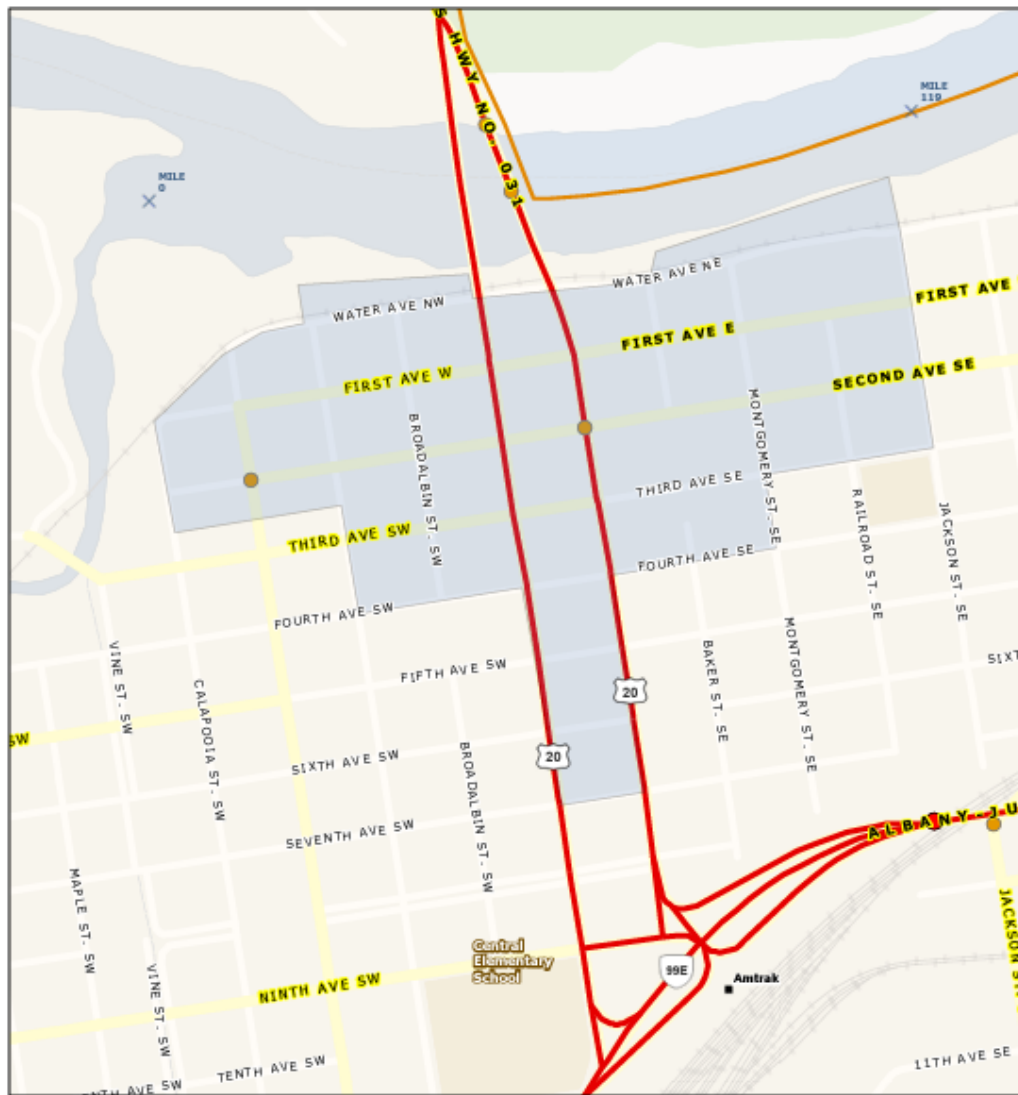 S HWY NO 031
MILE
119
MILE
0
WATER AVE NE
WATER AVE NW
FIRST AVE
FIRST AVE E
FIRST AVE W
SECOND AVE SE
BROADALBIN ST. SW
MONTGOMERY ST. SE
THIRD AVE SE
THIRD AVE SW
RAILROAD ST. SE
JACKSON ST. SE
FOURTH AVE SE
FOURTH AVE SW
VINE ST. SW
CALAPOOIA ST. SW
FIFTH AVE SW
BAKER ST. SE
MONTGOMERY ST. SE
SIXT
20
SW
20
SIXTH AVE SW
BROADALBIN ST. SW
SEVENTH AVE SW
ALBANY-JU
MAPLE ST. SW
JACKSON ST.
Central
Elementary
School
99E
Amtrak
NINTH AVE SW
VINE ST. SW
TENTH AVE SW
11TH AVE SE
NTH AVE SW